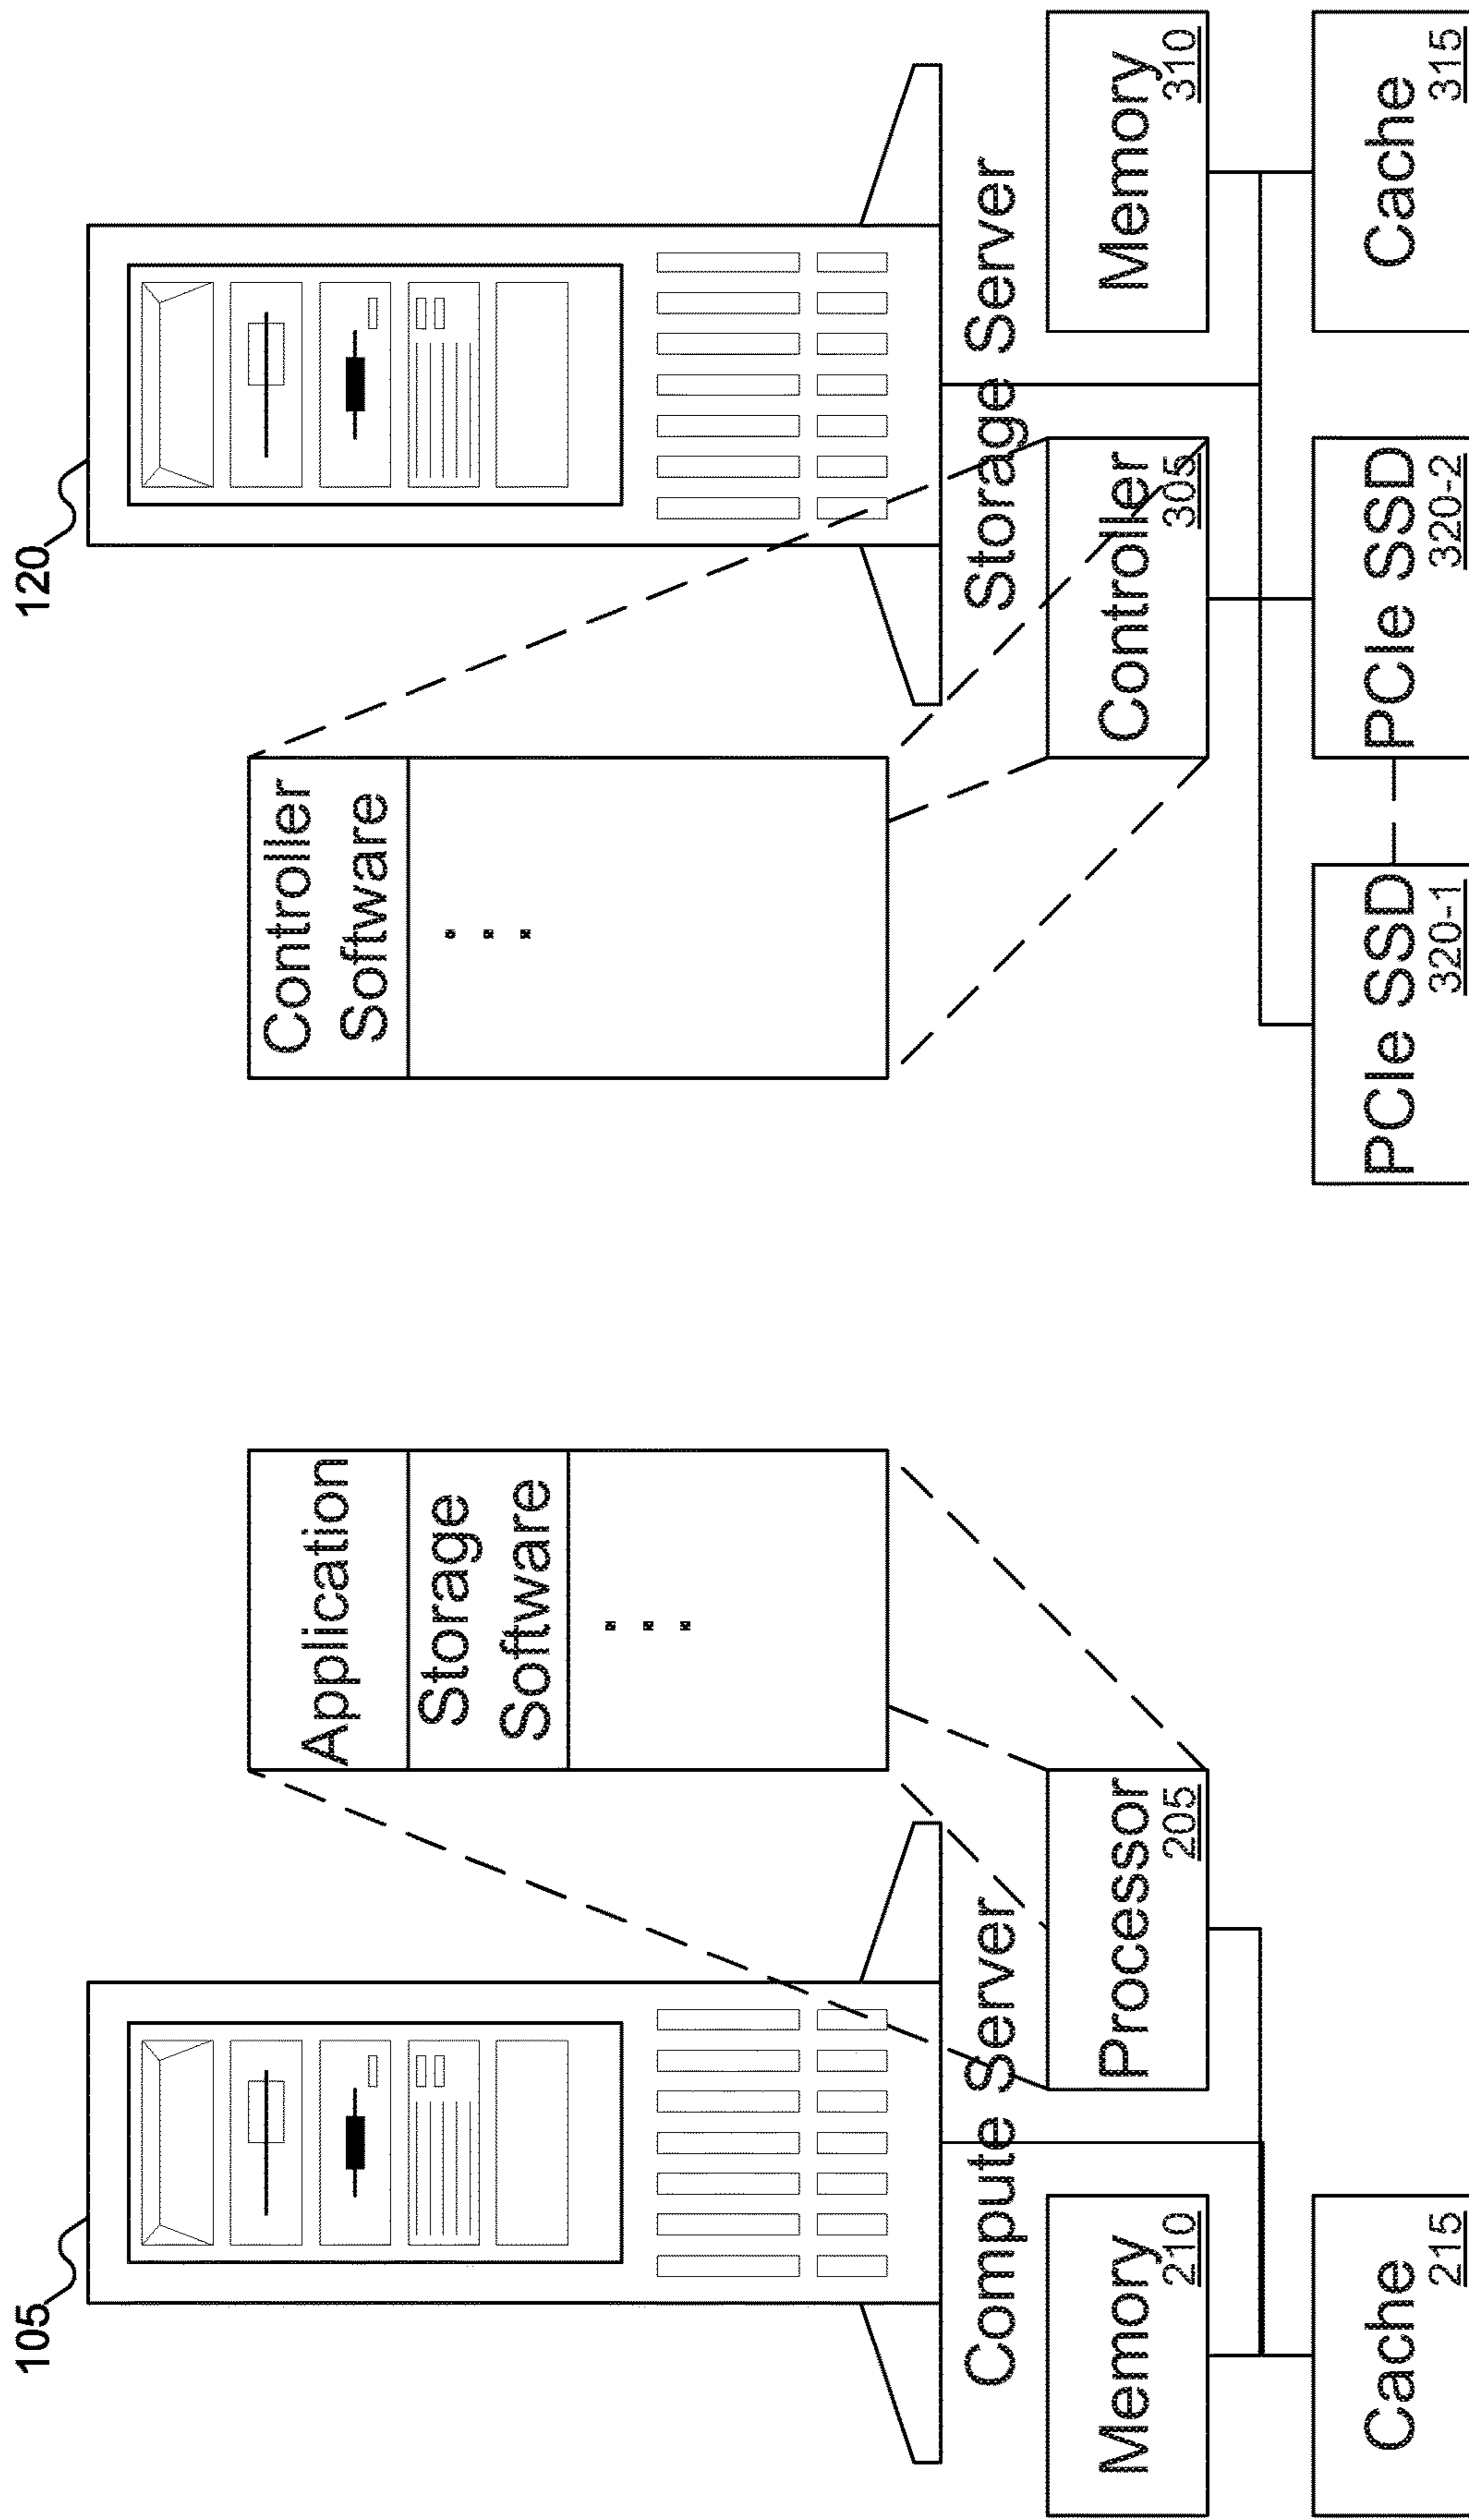 105
Compute Server
Application
Storage
Software
...
Memory
210
Processor
205
Cache
215
120
Storage Server
Controller
Software
...
Controller
305
Memory
310
PCIe SSD
320-1
PCIe SSD
320-2
Cache
315